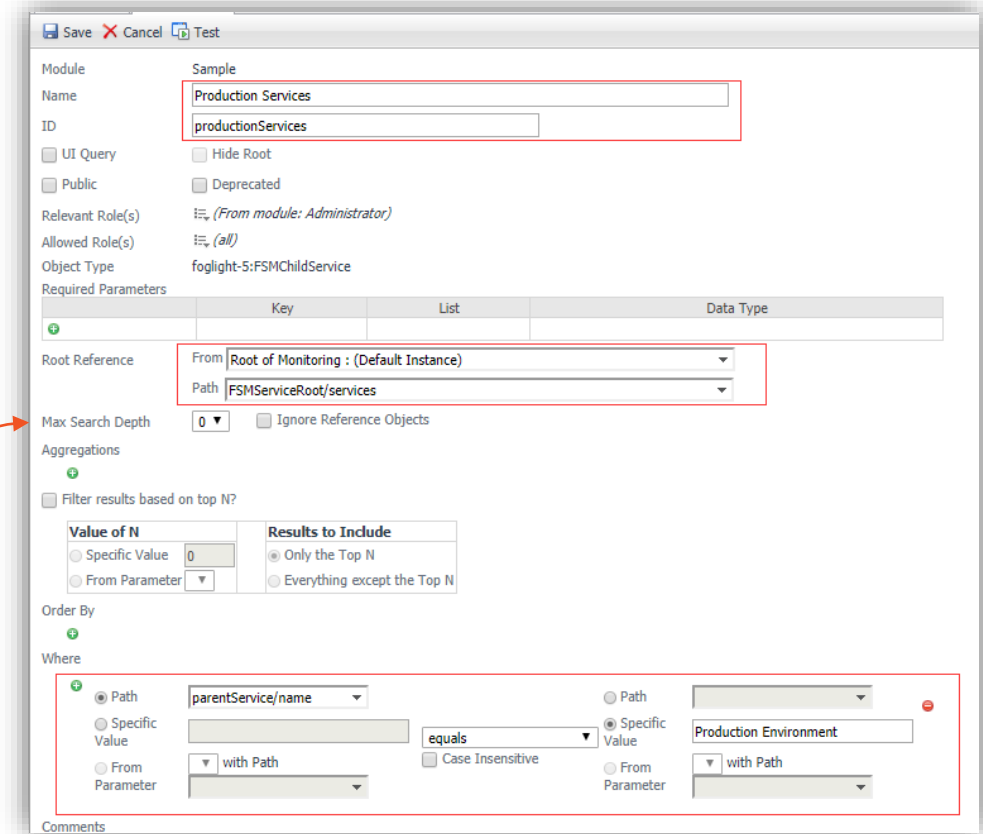 Save Cancel Test
Module Sample
Name Production Services
ID productionServices
UI Query Hide Root
Public Deprecated
Relevant Role(s) (From module: Administrator)
Allowed Role(s) (all)
Object Type foglight-5:FSMChildService
Required Parameters
Key List Data Type
Root Reference From Root of Monitoring : (Default Instance)
Path FSMServiceRoot/services
Max Search Depth 0 Ignore Reference Objects
Aggregations
Filter results based on top N?
Value of N Results to Include
Specific Value 0 Only the Top N
From Parameter Everything except the Top N
Order By
Where
Path parentService/name Path
Specific Value equals Specific Value Production Environment
Case Insensitive
From Parameter with Path From Parameter with Path
Comments